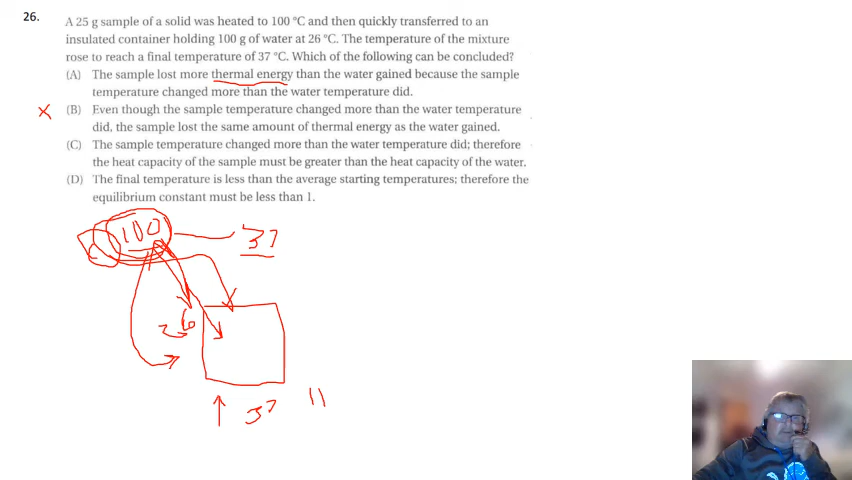 26.
A 25 g sample of a solid was heated to 100 °C and then quickly transferred to an
insulated container holding 100 g of water at 26 °C. The temperature of the mixture
rose to reach a final temperature of 37 °C. Which of the following can be concluded?
(A) The sample lost more thermal energy than the water gained because the sample
temperature changed more than the water temperature did.
X (B) Even though the sample temperature changed more than the water temperature
did, the sample lost the same amount of thermal energy as the water gained.
(C) The sample temperature changed more than the water temperature did; therefore
the heat capacity of the sample must be greater than the heat capacity of the water.
(D) The final temperature is less than the average starting temperatures; therefore the
equilibrium constant must be less than 1.
100 37
26
37 11